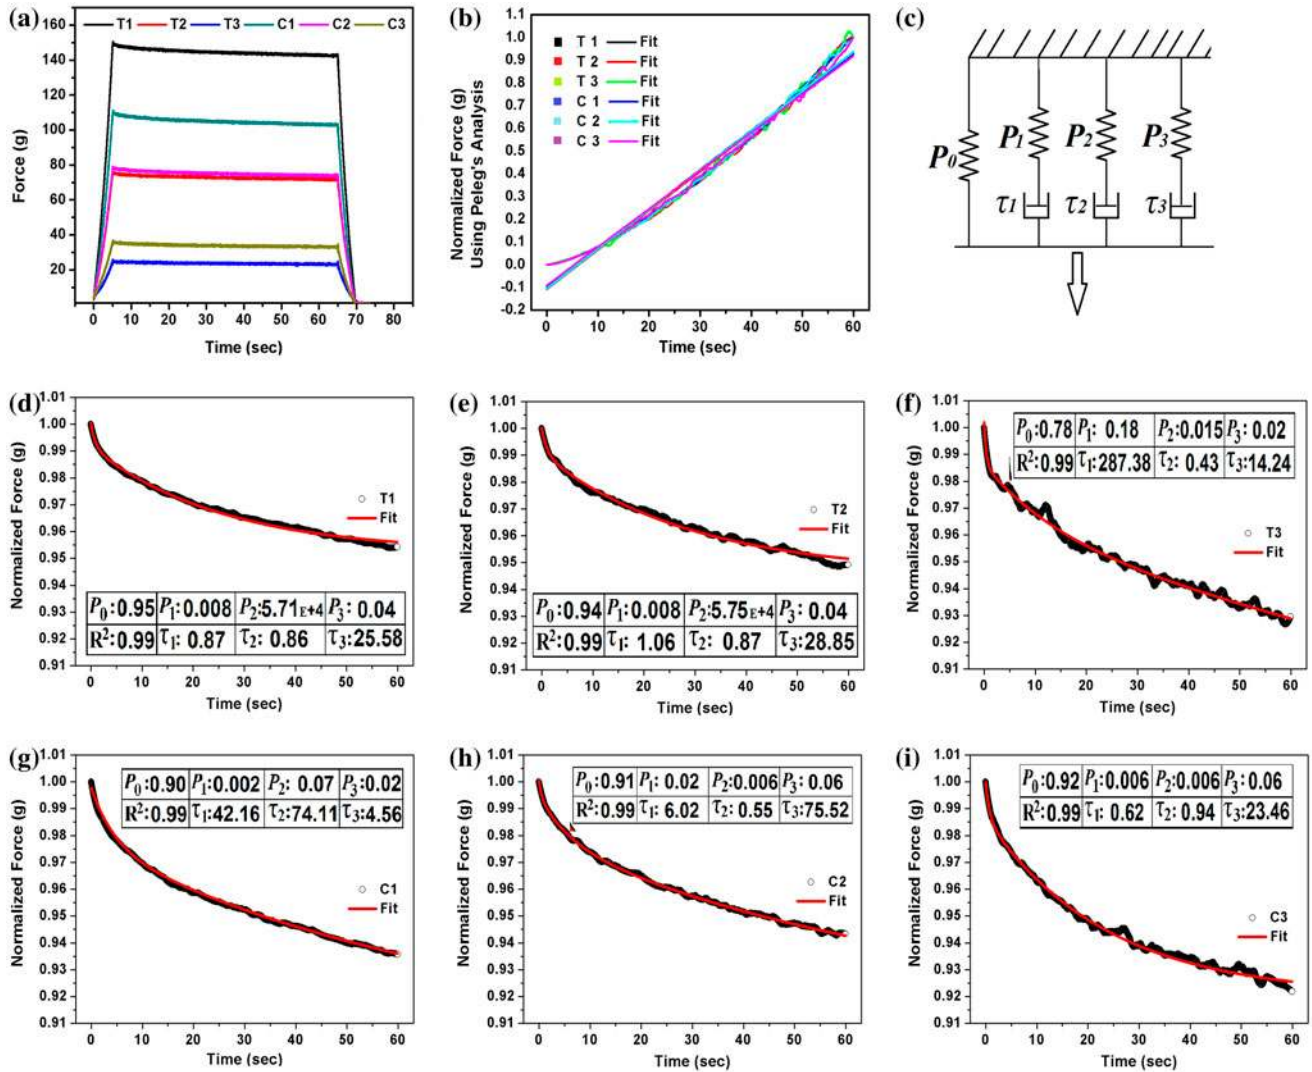 (a)
T1 T2 T3 C1 C2 C3
160
140
120
100
80
60
40
20
Force (g)
0 10 20 30 40 50 60 70 80
Time (sec)
(b)
1.1
1.0
0.9
0.8
0.7
0.6
0.5
0.4
0.3
0.2
0.1
0.0
-0.1
-0.2
Normalized Force (g)
Using Peleg's Analysis
T 1 Fit
T 2 Fit
T 3 Fit
C 1 Fit
C 2 Fit
C 3 Fit
0 10 20 30 40 50 60
Time (sec)
(c)
P0 P1 P2 P3
τ1 τ2 τ3
(d)
1.01
1.00
0.99
0.98
0.97
0.96
0.95
0.94
0.93
0.92
0.91
Normalized Force (g)
T1
Fit
P0:0.95 P1:0.008 P2:5.71E+4 P3: 0.04
R2:0.99 τ1: 0.87 τ2: 0.86 τ3:25.58
0 10 20 30 40 50 60
Time (sec)
(e)
1.01
1.00
0.99
0.98
0.97
0.96
0.95
0.94
0.93
0.92
0.91
Normalized Force (g)
T2
Fit
P0:0.94 P1:0.008 P2:5.75E+4 P3: 0.04
R2:0.99 τ1: 1.06 τ2: 0.87 τ3:28.85
0 10 20 30 40 50 60
Time (sec)
(f)
1.01
1.00
0.99
0.98
0.97
0.96
0.95
0.94
0.93
0.92
0.91
Normalized Force (g)
P0:0.78 P1: 0.18 P2:0.015 P3: 0.02
R2:0.99 τ1:287.38 τ2: 0.43 τ3:14.24
T3
Fit
0 10 20 30 40 50 60
Time (sec)
(g)
1.01
1.00
0.99
0.98
0.97
0.96
0.95
0.94
0.93
0.92
0.91
Normalized Force (g)
P0:0.90 P1:0.002 P2: 0.07 P3:0.02
R2:0.99 τ1:42.16 τ2:74.11 τ3:4.56
C1
Fit
0 10 20 30 40 50 60
Time (sec)
(h)
1.01
1.00
0.99
0.98
0.97
0.96
0.95
0.94
0.93
0.92
0.91
Normalized Force (g)
P0:0.91 P1: 0.02 P2:0.006 P3: 0.06
R2:0.99 τ1: 6.02 τ2: 0.55 τ3:75.52
C2
Fit
0 10 20 30 40 50 60
Time (sec)
(i)
1.01
1.00
0.99
0.98
0.97
0.96
0.95
0.94
0.93
0.92
0.91
Normalized Force (g)
P0:0.92 P1:0.006 P2:0.006 P3: 0.06
R2:0.99 τ1: 0.62 τ2: 0.94 τ3:23.46
C3
Fit
0 10 20 30 40 50 60
Time (sec)